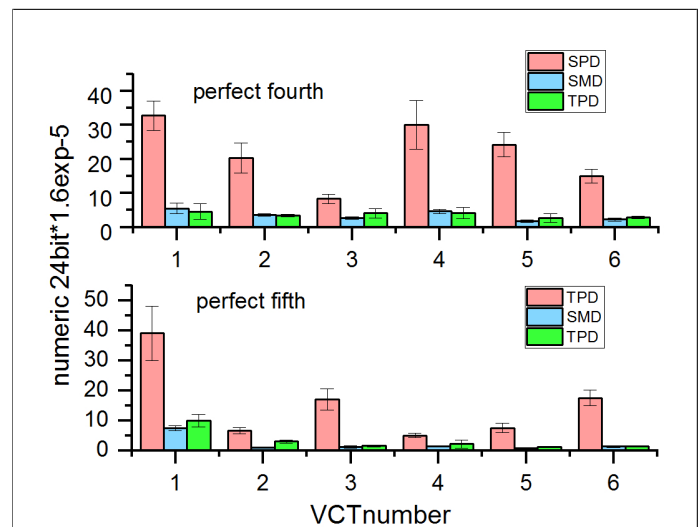 perfect fourth
SPD
SMD
TPD
40
30
20
10
0
1 2 3 4 5 6
numeric 24bit*1.6exp-5
perfect fifth
TPD
SMD
TPD
50
40
30
20
10
0
1 2 3 4 5 6
VCTnumber